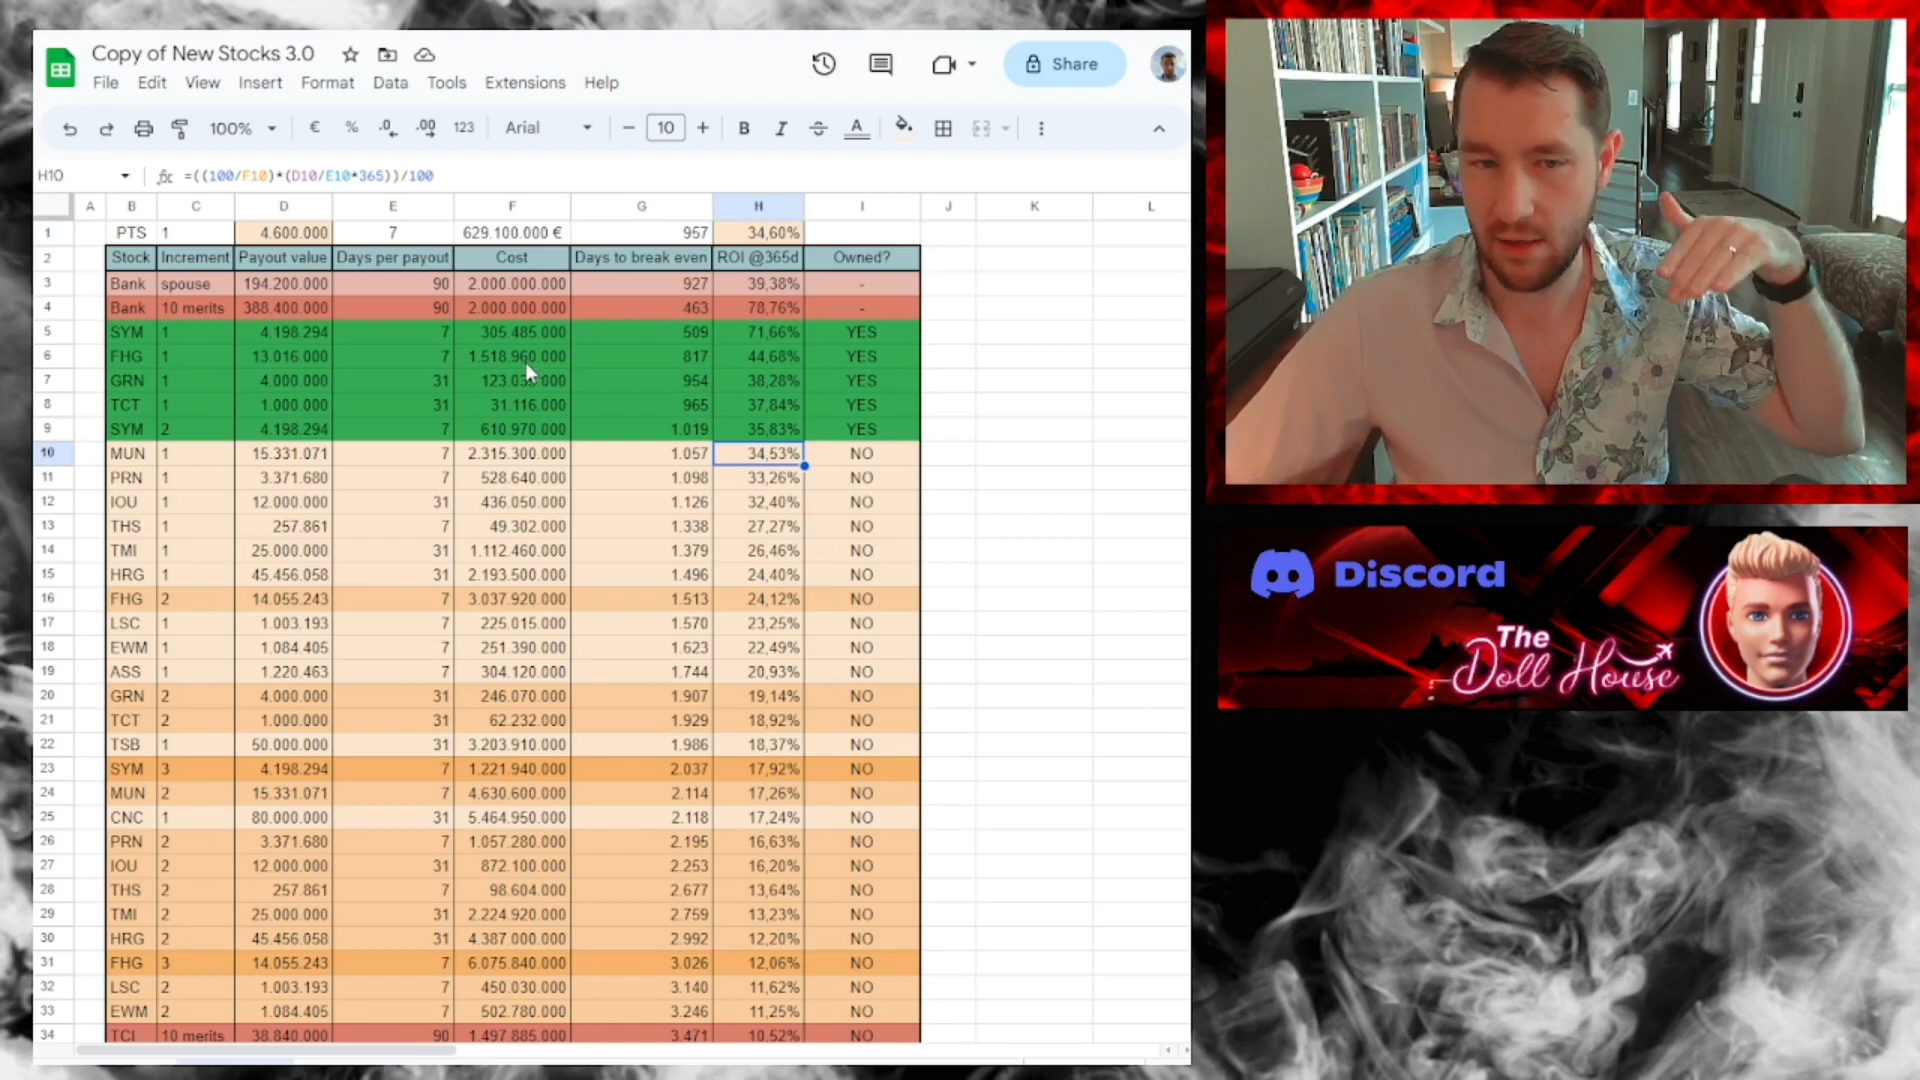 Copy of New Stocks 3.0
Share
File Edit View Insert Format Data Tools Extensions Help
100% € % .0 .00 123 Arial 10 B I A
H10 fx =((100/F10)*(D10/E10*365))/100
A B C D E F G H I J K L
1 PTS 1 4.600.000 7 629.100.000 € 957 34,60%
2 Stock Increment Payout value Days per payout Cost Days to break even ROI @365d Owned?
3 Bank spouse 194.200.000 90 2.000.000.000 927 39,38% -
4 Bank 10 merits 388.400.000 90 2.000.000.000 463 78,76% -
5 SYM 1 4.198.294 7 305.485.000 509 71,66% YES
6 FHG 1 13.016.000 7 1.518.960.000 817 44,68% YES
7 GRN 1 4.000.000 31 954 38,28% YES
8 TCT 1 1.000.000 31 31.116.000 965 37,84% YES
9 SYM 2 4.198.294 7 610.970.000 1.019 35,83% YES
10 MUN 1 15.331.071 7 2.315.300.000 1.057 34,53% NO
11 PRN 1 3.371.680 7 528.640.000 1.098 33,26% NO
12 IOU 1 12.000.000 31 436.050.000 1.126 32,40% NO
13 THS 1 257.861 7 49.302.000 1.338 27,27% NO
14 TMI 1 25.000.000 31 1.112.460.000 1.379 26,46% NO
15 HRG 1 45.456.058 31 2.193.500.000 1.496 24,40% NO
16 FHG 2 14.055.243 7 3.037.920.000 1.513 24,12% NO
17 LSC 1 1.003.193 7 225.015.000 1.570 23,25% NO
18 EWM 1 1.084.405 7 251.390.000 1.623 22,49% NO
19 ASS 1 1.220.463 7 304.120.000 1.744 20,93% NO
20 GRN 2 4.000.000 31 246.070.000 1.907 19,14% NO
21 TCT 2 1.000.000 31 62.232.000 1.929 18,92% NO
22 TSB 1 50.000.000 31 3.203.910.000 1.986 18,37% NO
23 SYM 3 4.198.294 7 1.221.940.000 2.037 17,92% NO
24 MUN 2 15.331.071 7 4.630.600.000 2.114 17,26% NO
25 CNC 1 80.000.000 31 5.464.950.000 2.118 17,24% NO
26 PRN 2 3.371.680 7 1.057.280.000 2.195 16,63% NO
27 IOU 2 12.000.000 31 872.100.000 2.253 16,20% NO
28 THS 2 257.861 7 98.604.000 2.677 13,64% NO
29 TMI 2 25.000.000 31 2.224.920.000 2.759 13,23% NO
30 HRG 2 45.456.058 31 4.387.000.000 2.992 12,20% NO
31 FHG 3 14.055.243 7 6.075.840.000 3.026 12,06% NO
32 LSC 2 1.003.193 7 450.030.000 3.140 11,62% NO
33 EWM 2 1.084.405 7 502.780.000 3.246 11,25% NO
34 TCI 10 merits 38.840.000 90 1.497.885.000 3.471 10,52% NO
Discord
The
Doll House